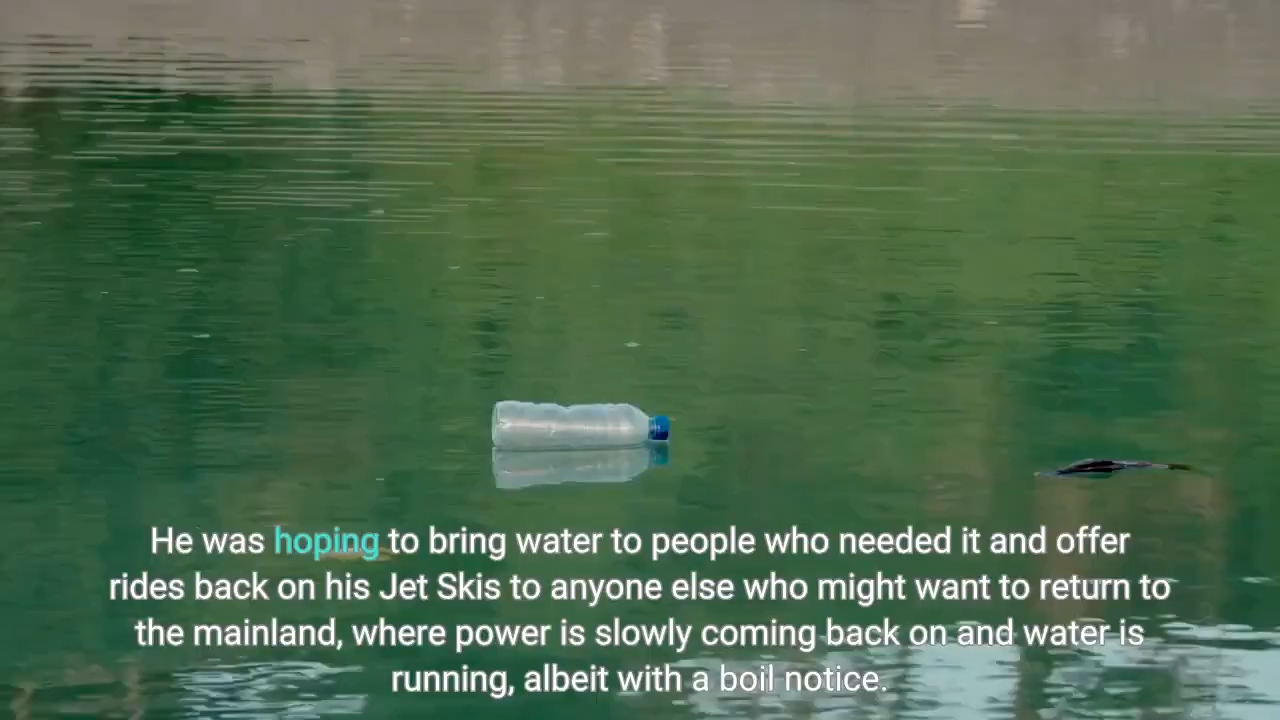 He was hoping to bring water to people who needed it and offer
rides back on his Jet Skis to anyone else who might want to return to
the mainland, where power is slowly coming back on and water is
running, albeit with a boil notice.